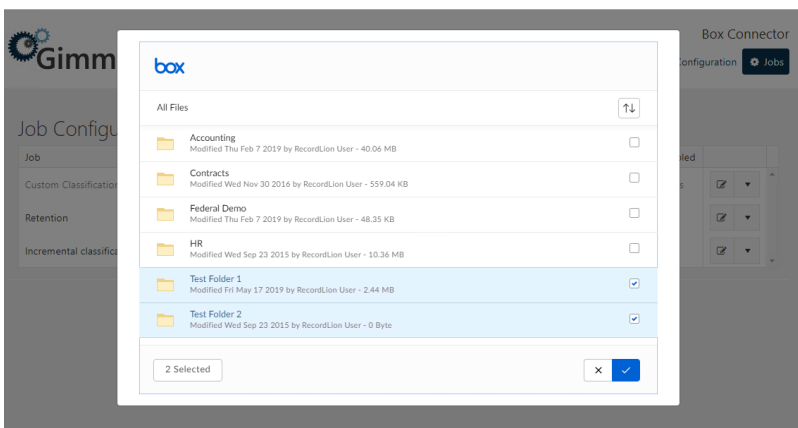 Box Connector
Gimm
onfiguration
Jobs
box
All Files
Job Configu
Accounting
Modified Thu Feb 7 2019 by RecordLion User - 40.06 MB
Job
Contracts
Modified Wed Nov 30 2016 by RecordLion User - 559.04 KB
Custom Classification
Federal Demo
Modified Thu Feb 7 2019 by RecordLion User - 48.35 KB
Retention
HR
Modified Wed Sep 23 2015 by RecordLion User - 10.36 MB
Incremental classifica
Test Folder 1
Modified Fri May 17 2019 by RecordLion User - 2.44 MB
Test Folder 2
Modified Wed Sep 23 2015 by RecordLion User - 0 Byte
2 Selected